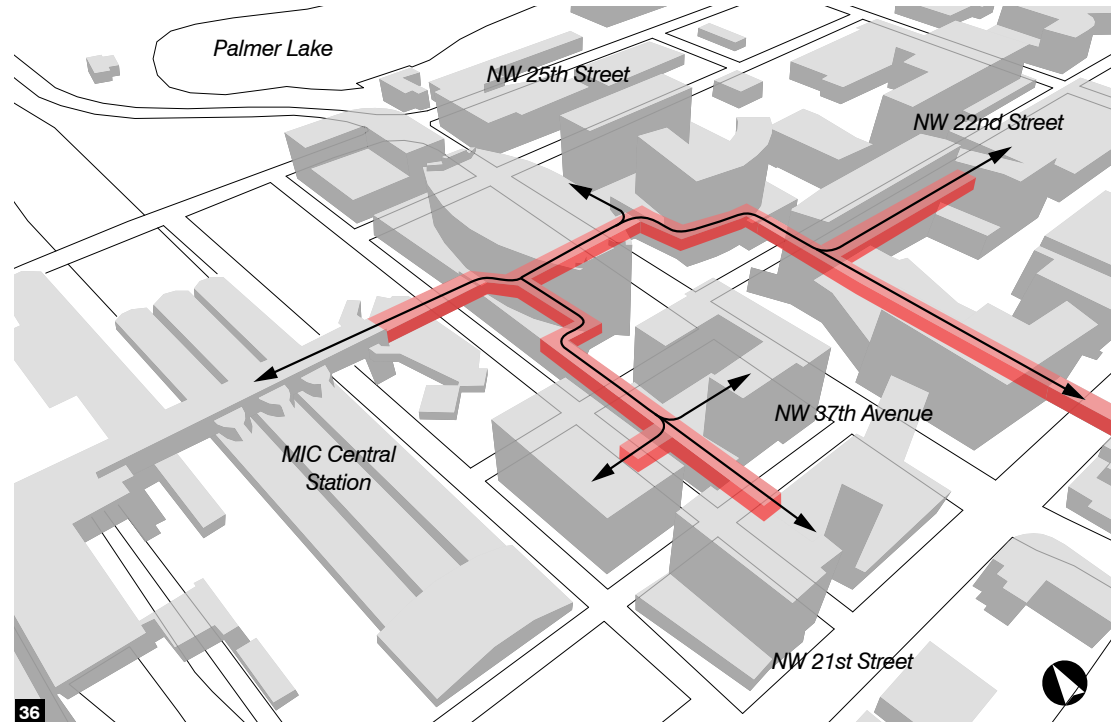 Palmer Lake
NW 25th Street
NW 22nd Street
NW 37th Avenue
MIC Central
Station
NW 21st Street
36